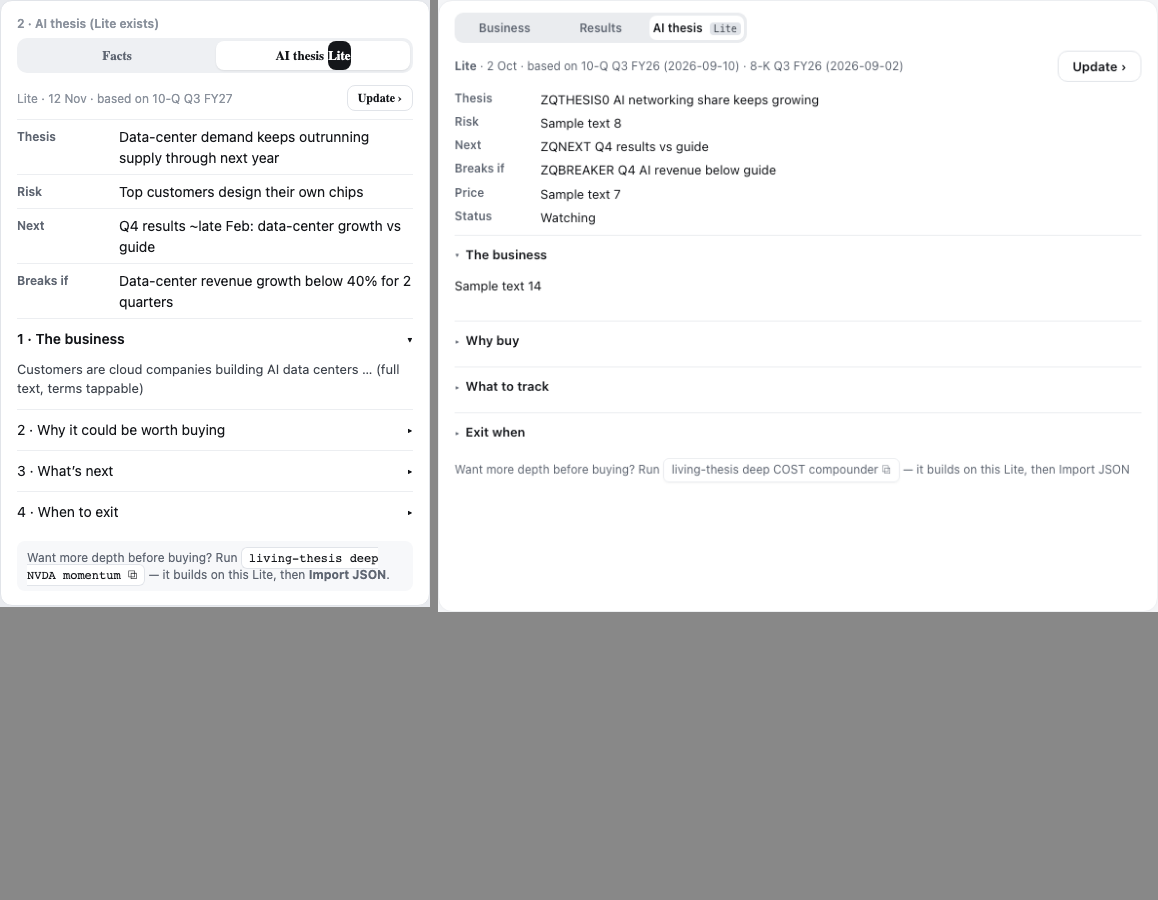 2 · AI thesis (Lite exists)
Facts
AI thesis Lite
Lite · 12 Nov · based on 10-Q Q3 FY27
Update ›
Thesis
Data-center demand keeps outrunning
supply through next year
Risk
Top customers design their own chips
Next
Q4 results ~late Feb: data-center growth vs
guide
Breaks if
Data-center revenue growth below 40% for 2
quarters
1 · The business
Customers are cloud companies building AI data centers … (full
text, terms tappable)
2 · Why it could be worth buying
3 · What’s next
4 · When to exit
Want more depth before buying? Run living-thesis deep
NVDA momentum — it builds on this Lite, then Import JSON.
Business
Results
AI thesis Lite
Lite · 2 Oct · based on 10-Q Q3 FY26 (2026-09-10) · 8-K Q3 FY26 (2026-09-02)
Update ›
Thesis
ZQTHESIS0 AI networking share keeps growing
Risk
Sample text 8
Next
ZQNEXT Q4 results vs guide
Breaks if
ZQBREAKER Q4 AI revenue below guide
Price
Sample text 7
Status
Watching
The business
Sample text 14
Why buy
What to track
Exit when
Want more depth before buying? Run living-thesis deep COST compounder — it builds on this Lite, then Import JSON